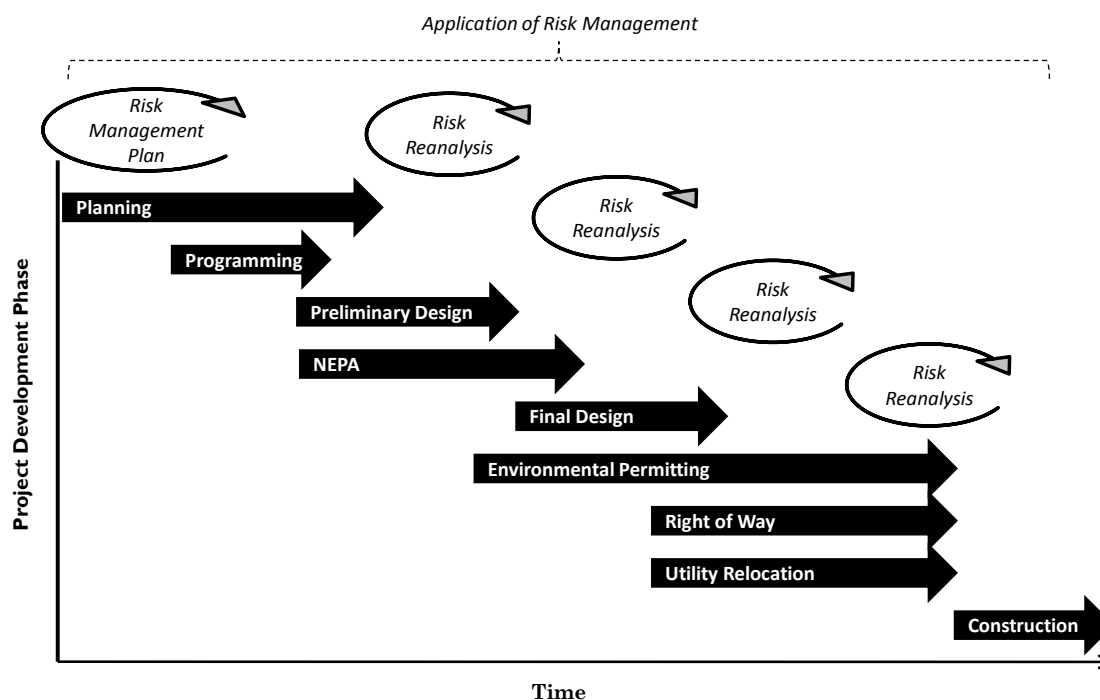 Application of Risk Management
Risk
Management
Plan
Risk
Reanalysis
Risk
Reanalysis
Risk
Reanalysis
Risk
Reanalysis
Planning
Programming
Preliminary Design
NEPA
Final Design
Environmental Permitting
Right of Way
Utility Relocation
Construction
Project Development Phase
Time